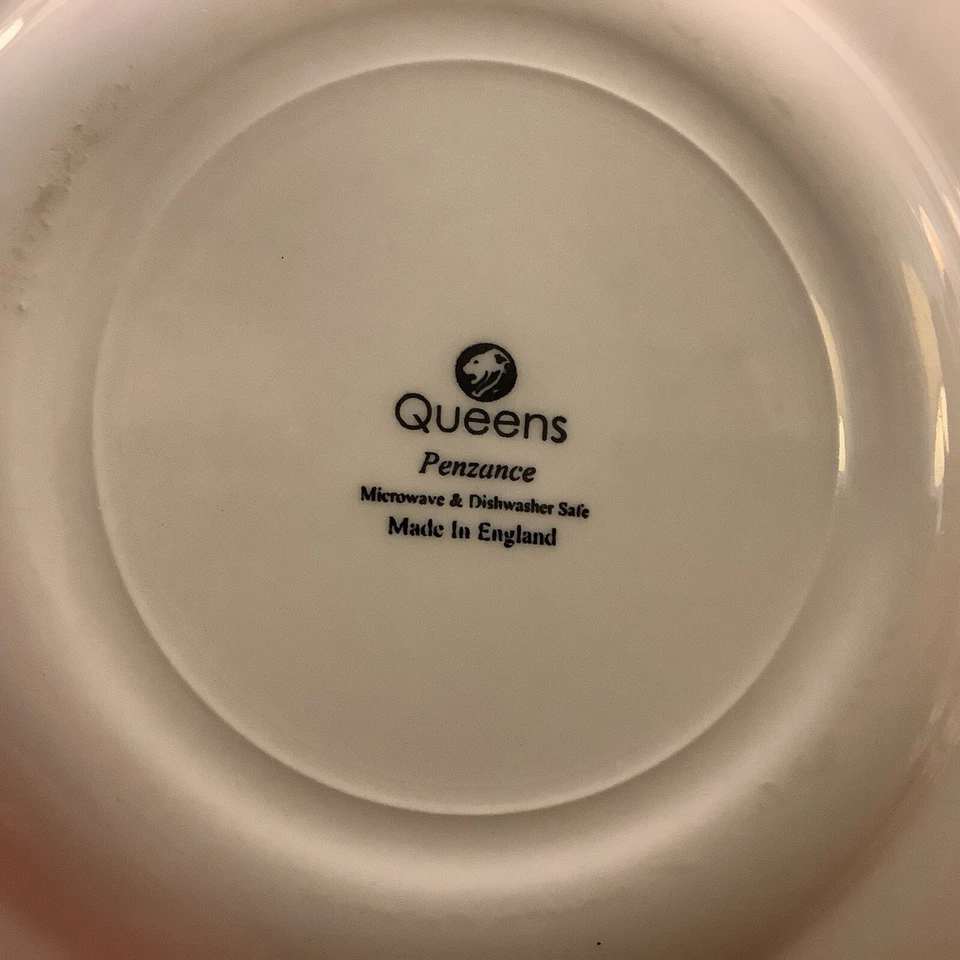 Queens
Penzance
Microwave & Dishwasher Safe
Made In England